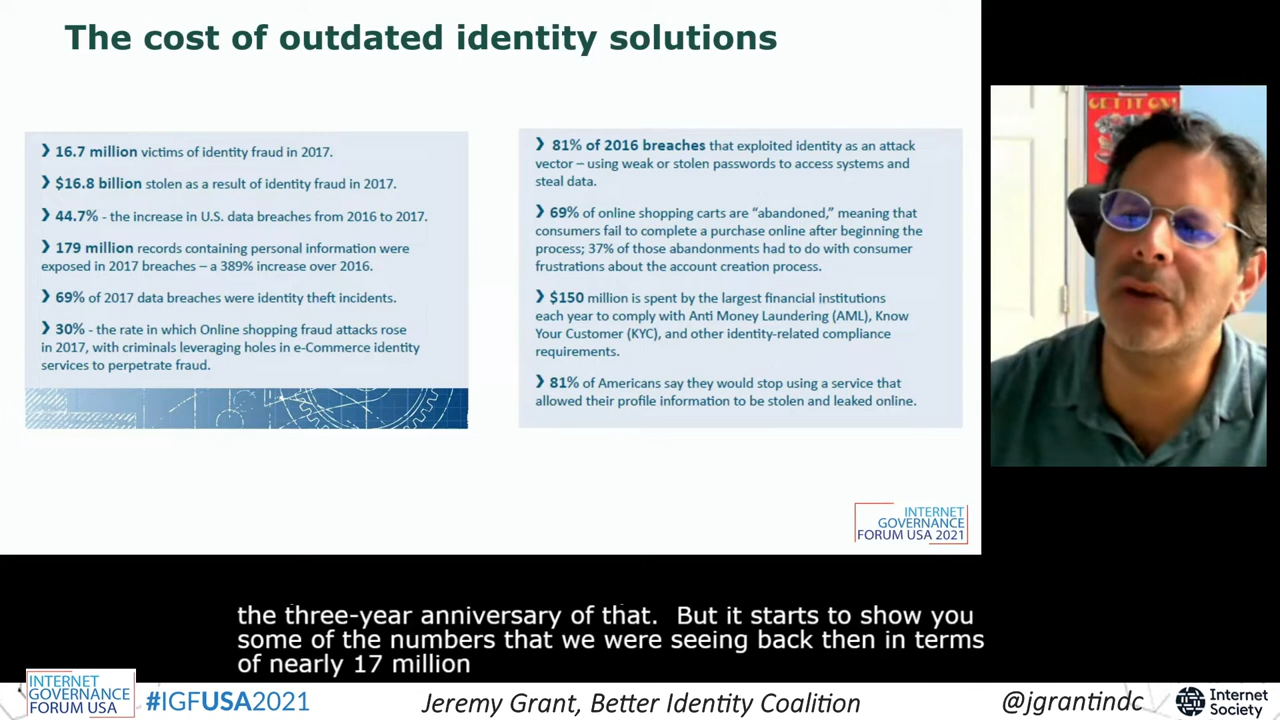 The cost of outdated identity solutions
❯ 16.7 million victims of identity fraud in 2017.
❯ $16.8 billion stolen as a result of identity fraud in 2017.
❯ 44.7% - the increase in U.S. data breaches from 2016 to 2017.
❯ 179 million records containing personal information were
exposed in 2017 breaches – a 389% increase over 2016.
❯ 69% of 2017 data breaches were identity theft incidents.
❯ 30% - the rate in which Online shopping fraud attacks rose
in 2017, with criminals leveraging holes in e-Commerce identity
services to perpetrate fraud.
❯ 81% of 2016 breaches that exploited identity as an attack
vector – using weak or stolen passwords to access systems and
steal data.
❯ 69% of online shopping carts are “abandoned,” meaning that
consumers fail to complete a purchase online after beginning the
process; 37% of those abandonments had to do with consumer
frustrations about the account creation process.
❯ $150 million is spent by the largest financial institutions
each year to comply with Anti Money Laundering (AML), Know
Your Customer (KYC), and other identity-related compliance
requirements.
❯ 81% of Americans say they would stop using a service that
allowed their profile information to be stolen and leaked online.
GET IT ON!
INTERNET
GOVERNANCE
FORUM USA 2021
the three-year anniversary of that. But it starts to show you
some of the numbers that we were seeing back then in terms
of nearly 17 million
INTERNET
GOVERNANCE
FORUM USA
#IGFUSA2021
Jeremy Grant, Better Identity Coalition
@jgrantindc
Internet
Society